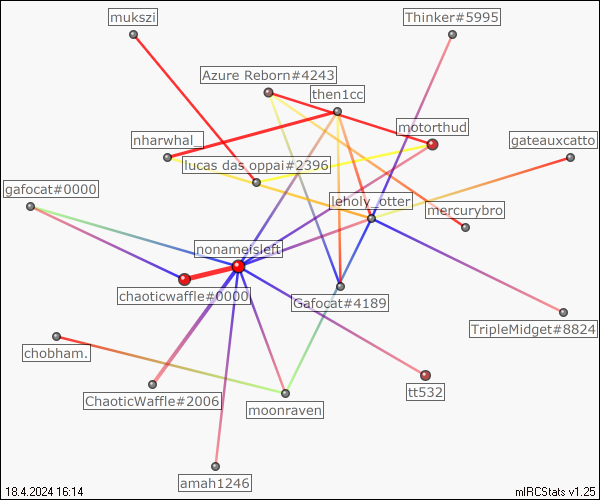 mukszi
Thinker#5995
Azure Reborn#4243
then1cc
motorthud
nharwhal_
gateauxcatto
lucas.das.oppai#2396
gafocat#0000
leholy_otter
mercurybro
nonameisleft
chaoticwaffle#0000
Gafocat#4189
TripleMidget#8824
chobham.
ChaoticWaffle#2006
tt532
moonraven
amah1246
18.4.2024 16:14
mIRCStats v1.25